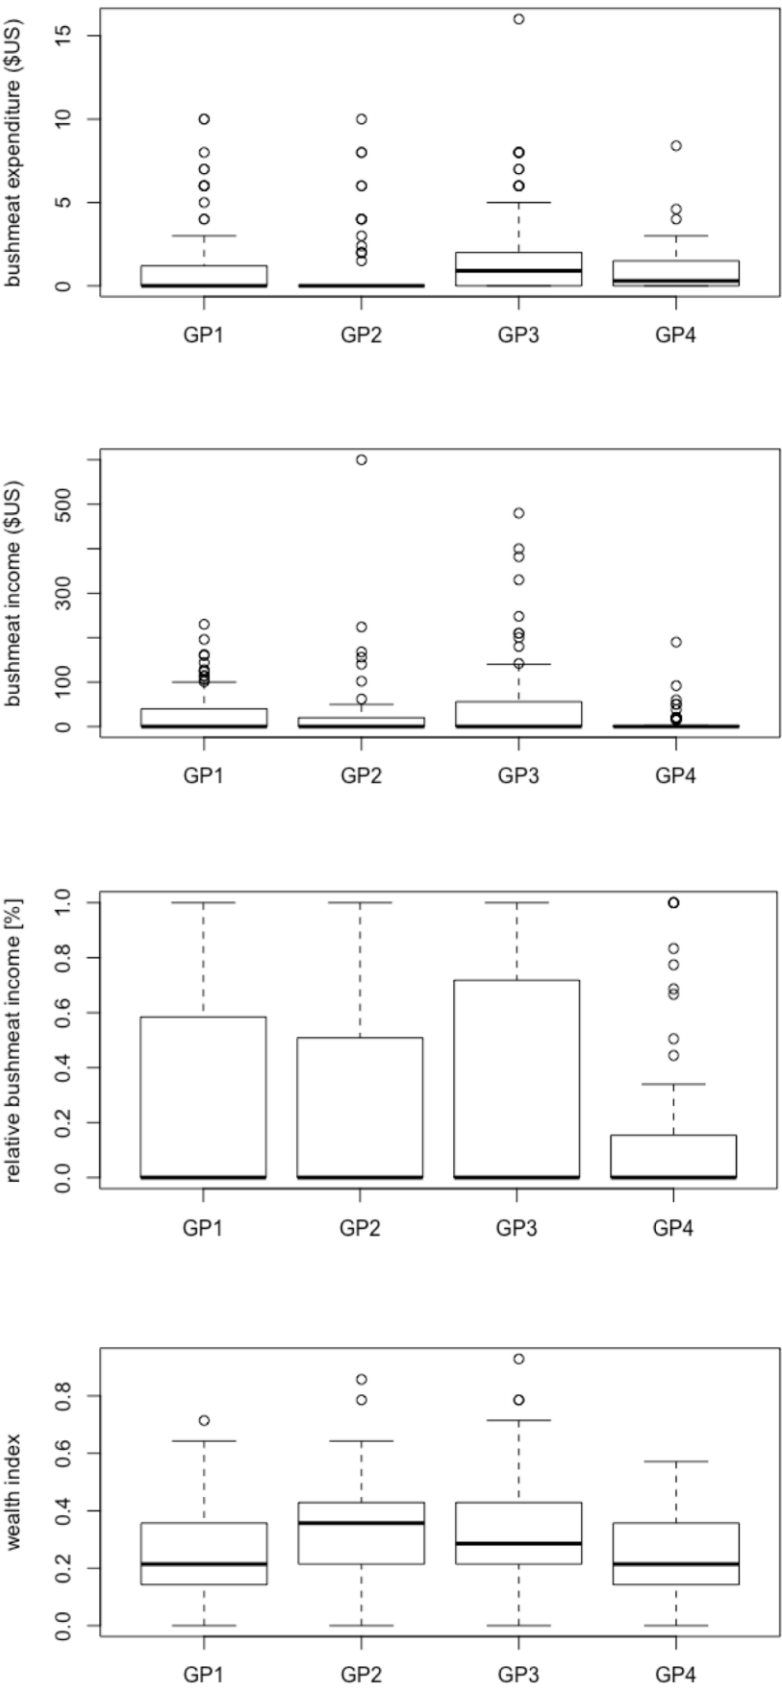 bushmeat expenditure ($US)
15
10
5
0
GP1 GP2 GP3 GP4
bushmeat income ($US)
500
300
100
0
GP1 GP2 GP3 GP4
relative bushmeat income [%]
1.0
0.8
0.6
0.4
0.2
0.0
GP1 GP2 GP3 GP4
wealth index
0.8
0.6
0.4
0.2
0.0
GP1 GP2 GP3 GP4